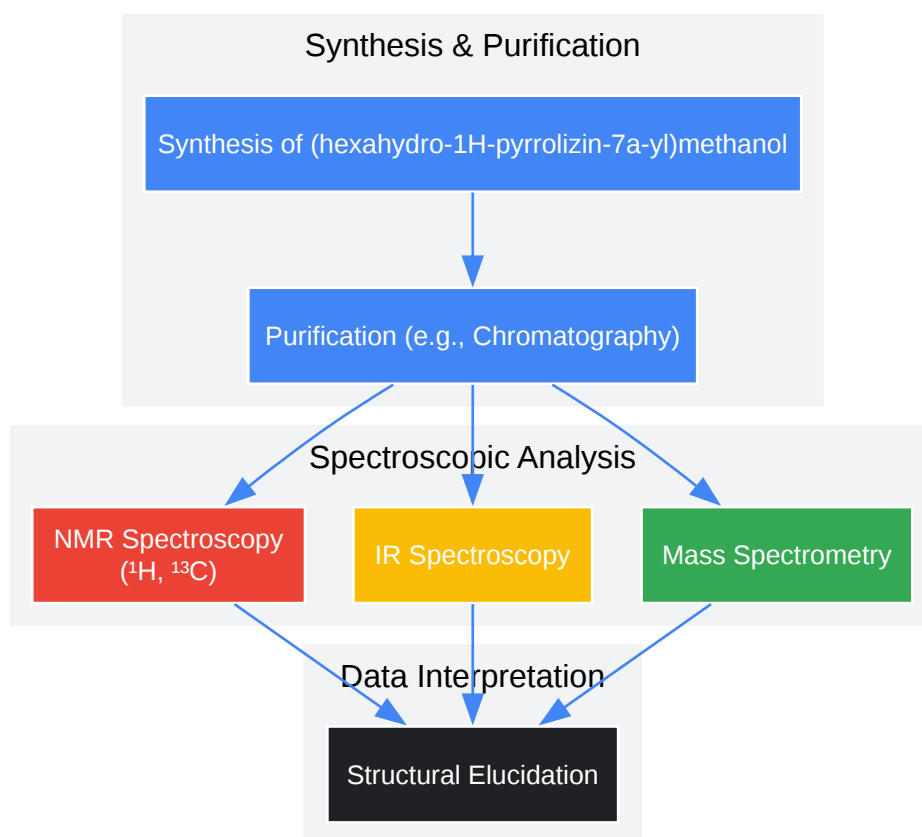 Synthesis & Purification
Synthesis of (hexahydro-1H-pyrrolizin-7a-yl)methanol
Purification (e.g., Chromatography)
Spectroscopic Analysis
NMR Spectroscopy
(¹H, ¹³C)
IR Spectroscopy
Mass Spectrometry
Data Interpretation
Structural Elucidation